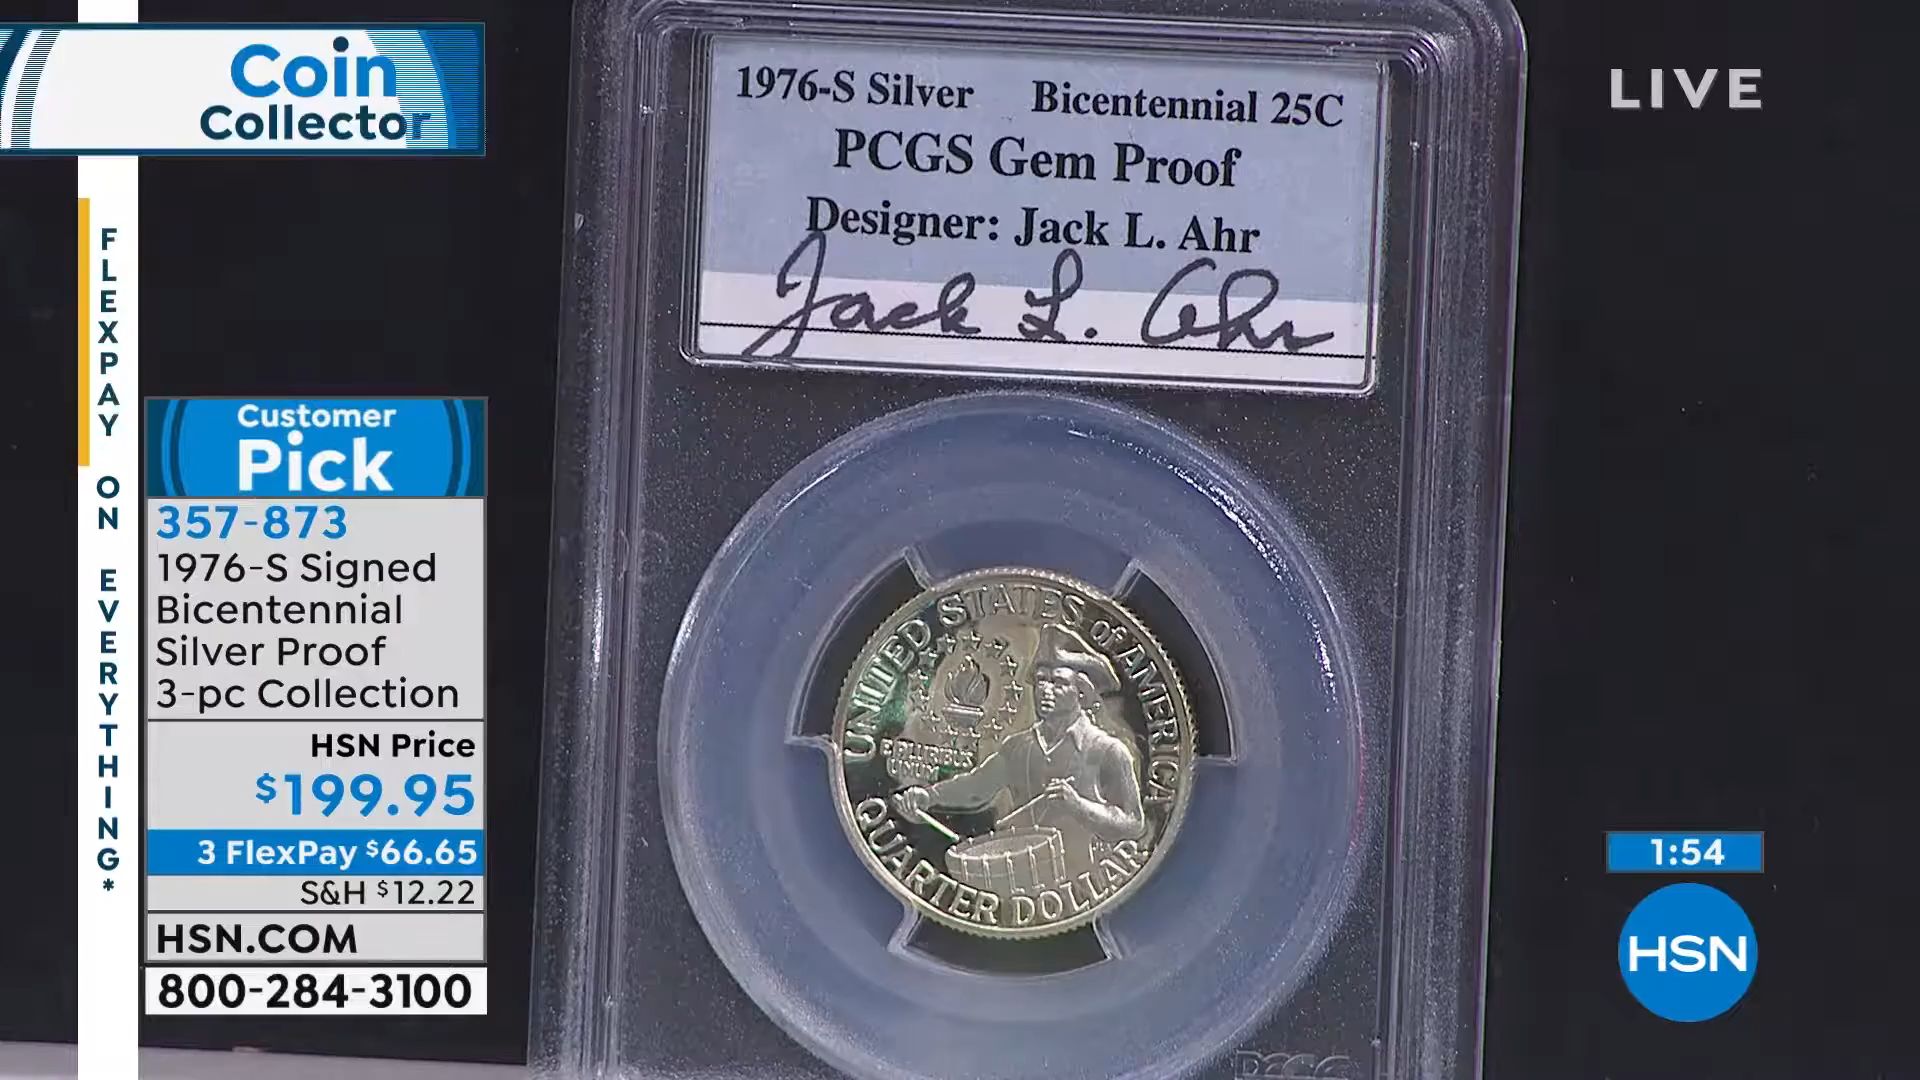 Coin
Collector
LIVE
FLEXPAY ON EVERYTHING*
1976-S Silver Bicentennial 25C
PCGS Gem Proof
Designer: Jack L. Ahr
Jack L. Ahr
Customer
Pick
357-873
1976-S Signed
Bicentennial
Silver Proof
3-pc Collection
HSN Price
$199.95
3 FlexPay $66.65
S&H $12.22
HSN.COM
800-284-3100
UNITED STATES of AMERICA
E PLURIBUS
UNUM
QUARTER DOLLAR
1:54
HSN
PCGS